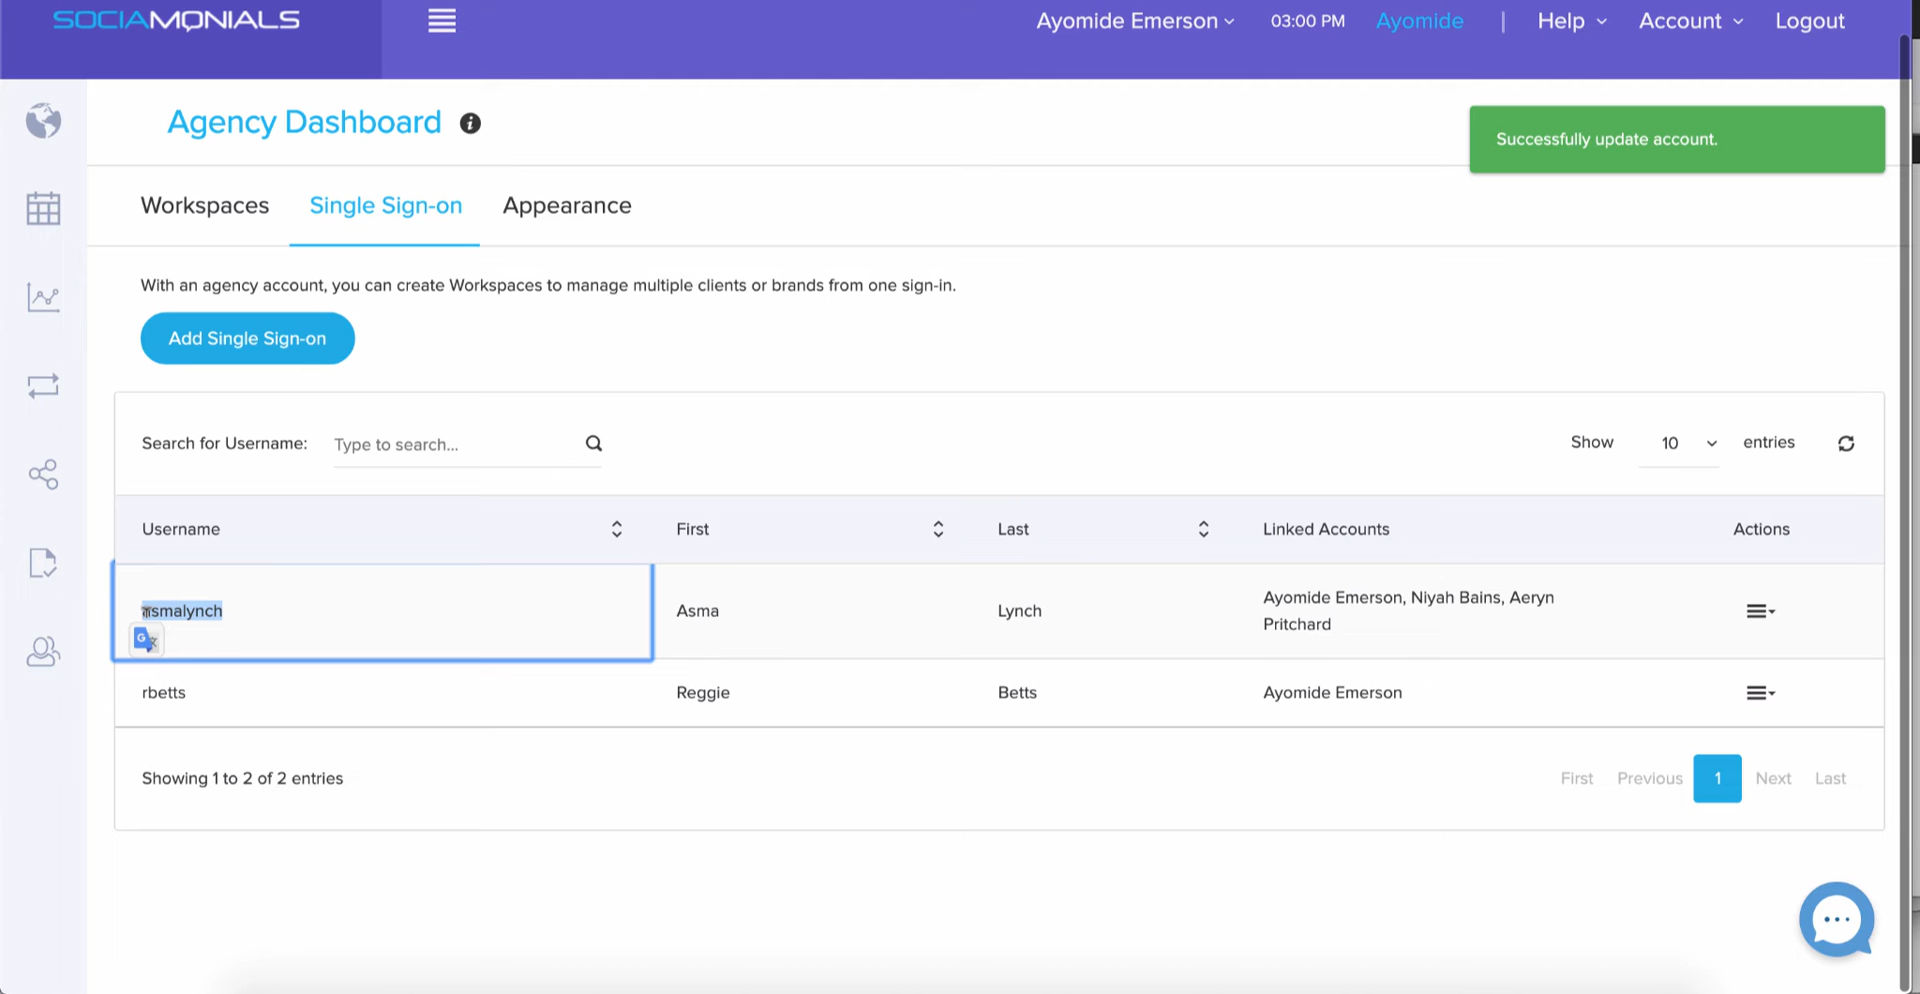 SOCIAMONIALS
Ayomide Emerson 03:00 PM Ayomide | Help Account Logout
Agency Dashboard
Successfully update account.
Workspaces Single Sign-on Appearance
With an agency account, you can create Workspaces to manage multiple clients or brands from one sign-in.
Add Single Sign-on
Search for Username: Type to search... Show 10 entries
Username First Last Linked Accounts Actions
asmalynch Asma Lynch Ayomide Emerson, Niyah Bains, Aeryn
Pritchard
rbetts Reggie Betts Ayomide Emerson
Showing 1 to 2 of 2 entries First Previous 1 Next Last